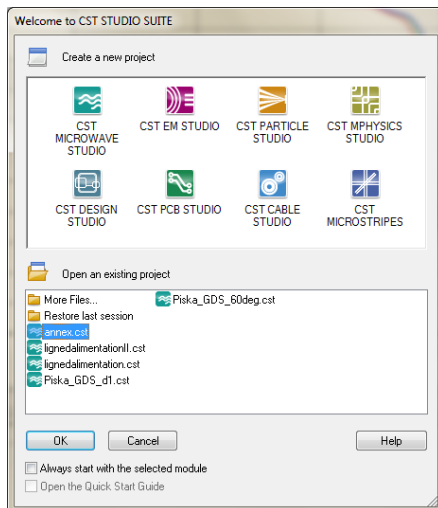 Welcome to CST STUDIO SUITE
Create a new project
CST
MICROWAVE
STUDIO
CST EM STUDIO
CST PARTICLE
STUDIO
CST MPHYSICS
STUDIO
CST DESIGN
STUDIO
CST PCB STUDIO
CST CABLE
STUDIO
CST
MICROSTRIPES
Open an existing project
More Files...
Restore last session
annex.cst
lignedalimentationII.cst
lignedalimentation.cst
Piska_GDS_d1.cst
Piska_GDS_60deg.cst
OK
Cancel
Help
Always start with the selected module
Open the Quick Start Guide